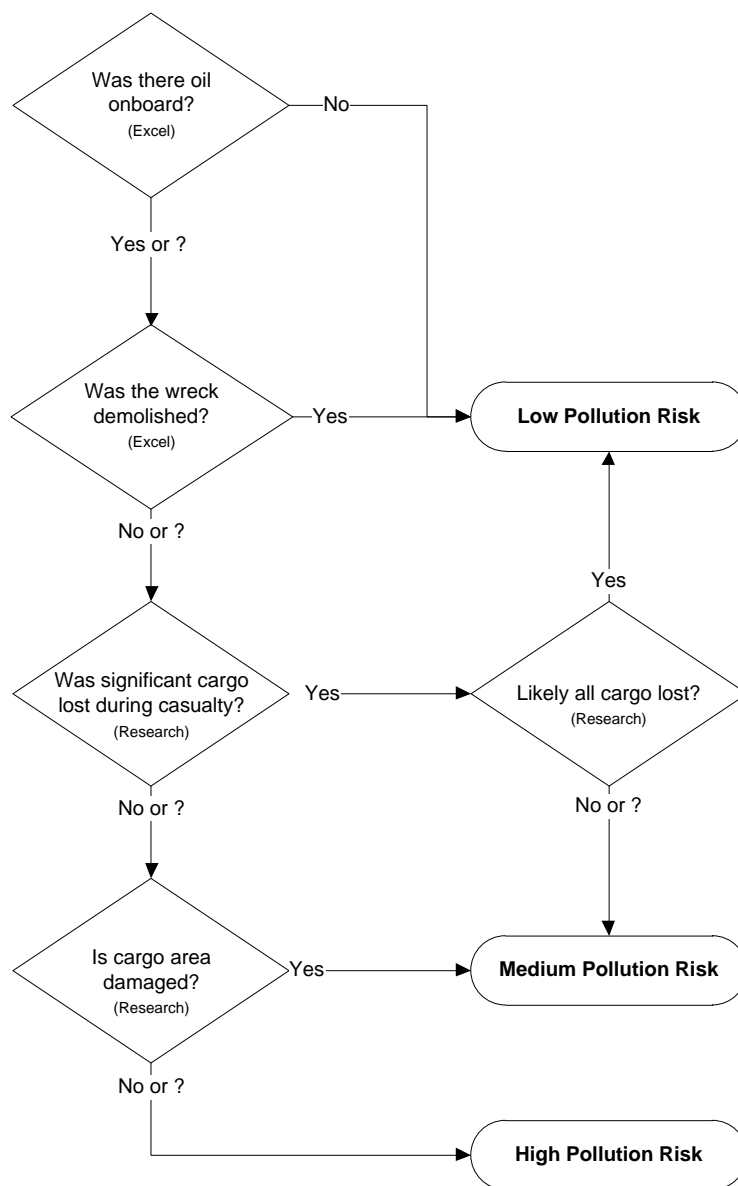 Was there oil
onboard?
(Excel)
No
Yes or ?
Was the wreck
demolished?
(Excel)
Yes
Low Pollution Risk
No or ?
Yes
Was significant cargo
lost during casualty?
(Research)
Yes
Likely all cargo lost?
(Research)
No or ?
No or ?
Is cargo area
damaged?
(Research)
Yes
Medium Pollution Risk
No or ?
High Pollution Risk